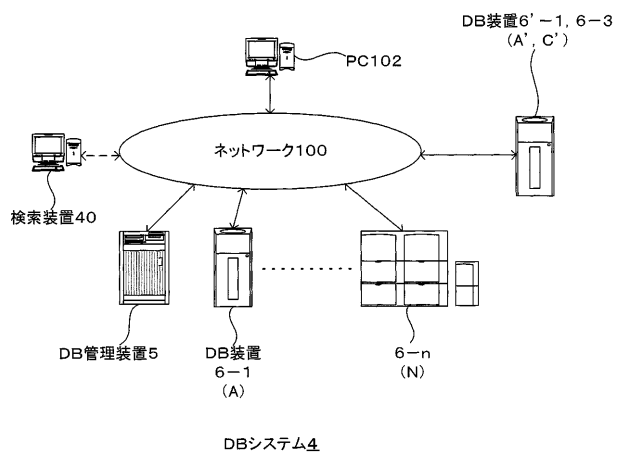 DB装置6'－1, 6－3
(A', C')
PC102
ネットワーク100
検索装置40
DB管理装置5
DB装置
6－1
(A)
6－n
(N)
DBシステム4